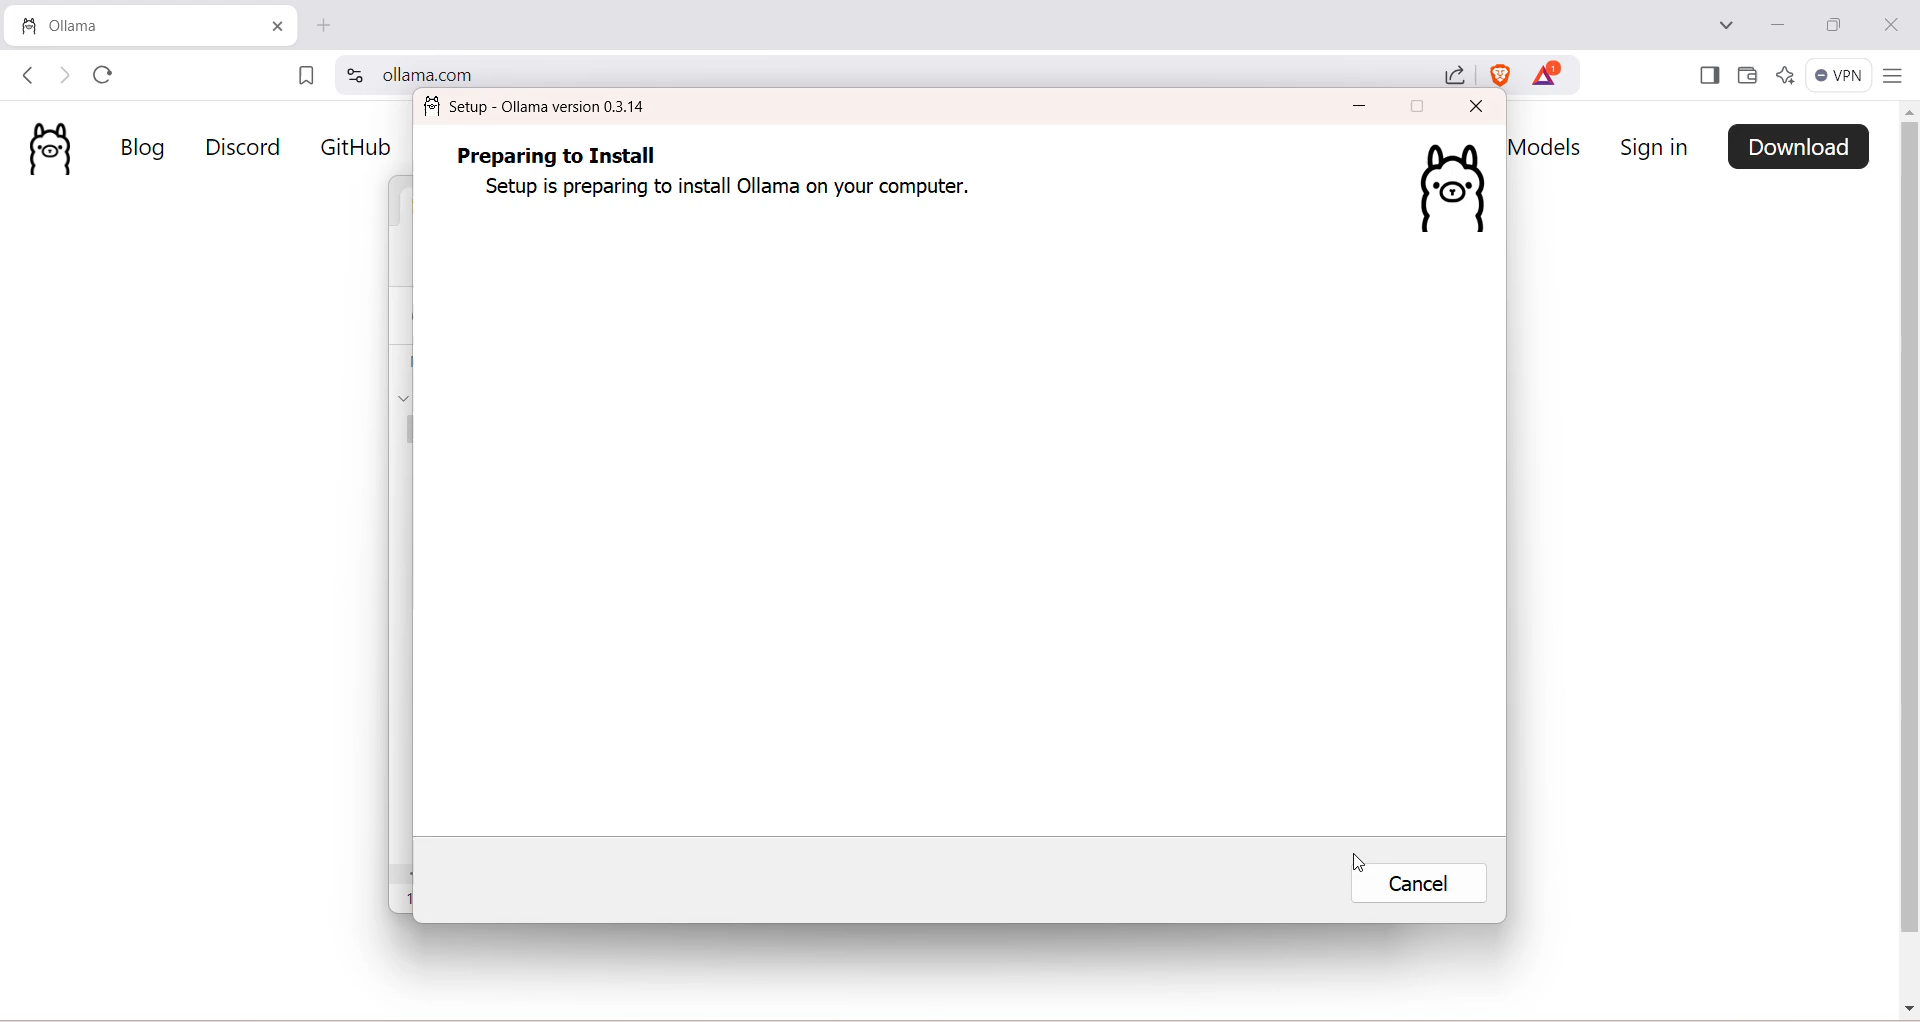 Ollama
ollama.com
1
VPN
Setup - Ollama version 0.3.14
Blog
Discord
GitHub
Preparing to Install
Setup is preparing to install Ollama on your computer.
Models
Sign in
Download
Cancel